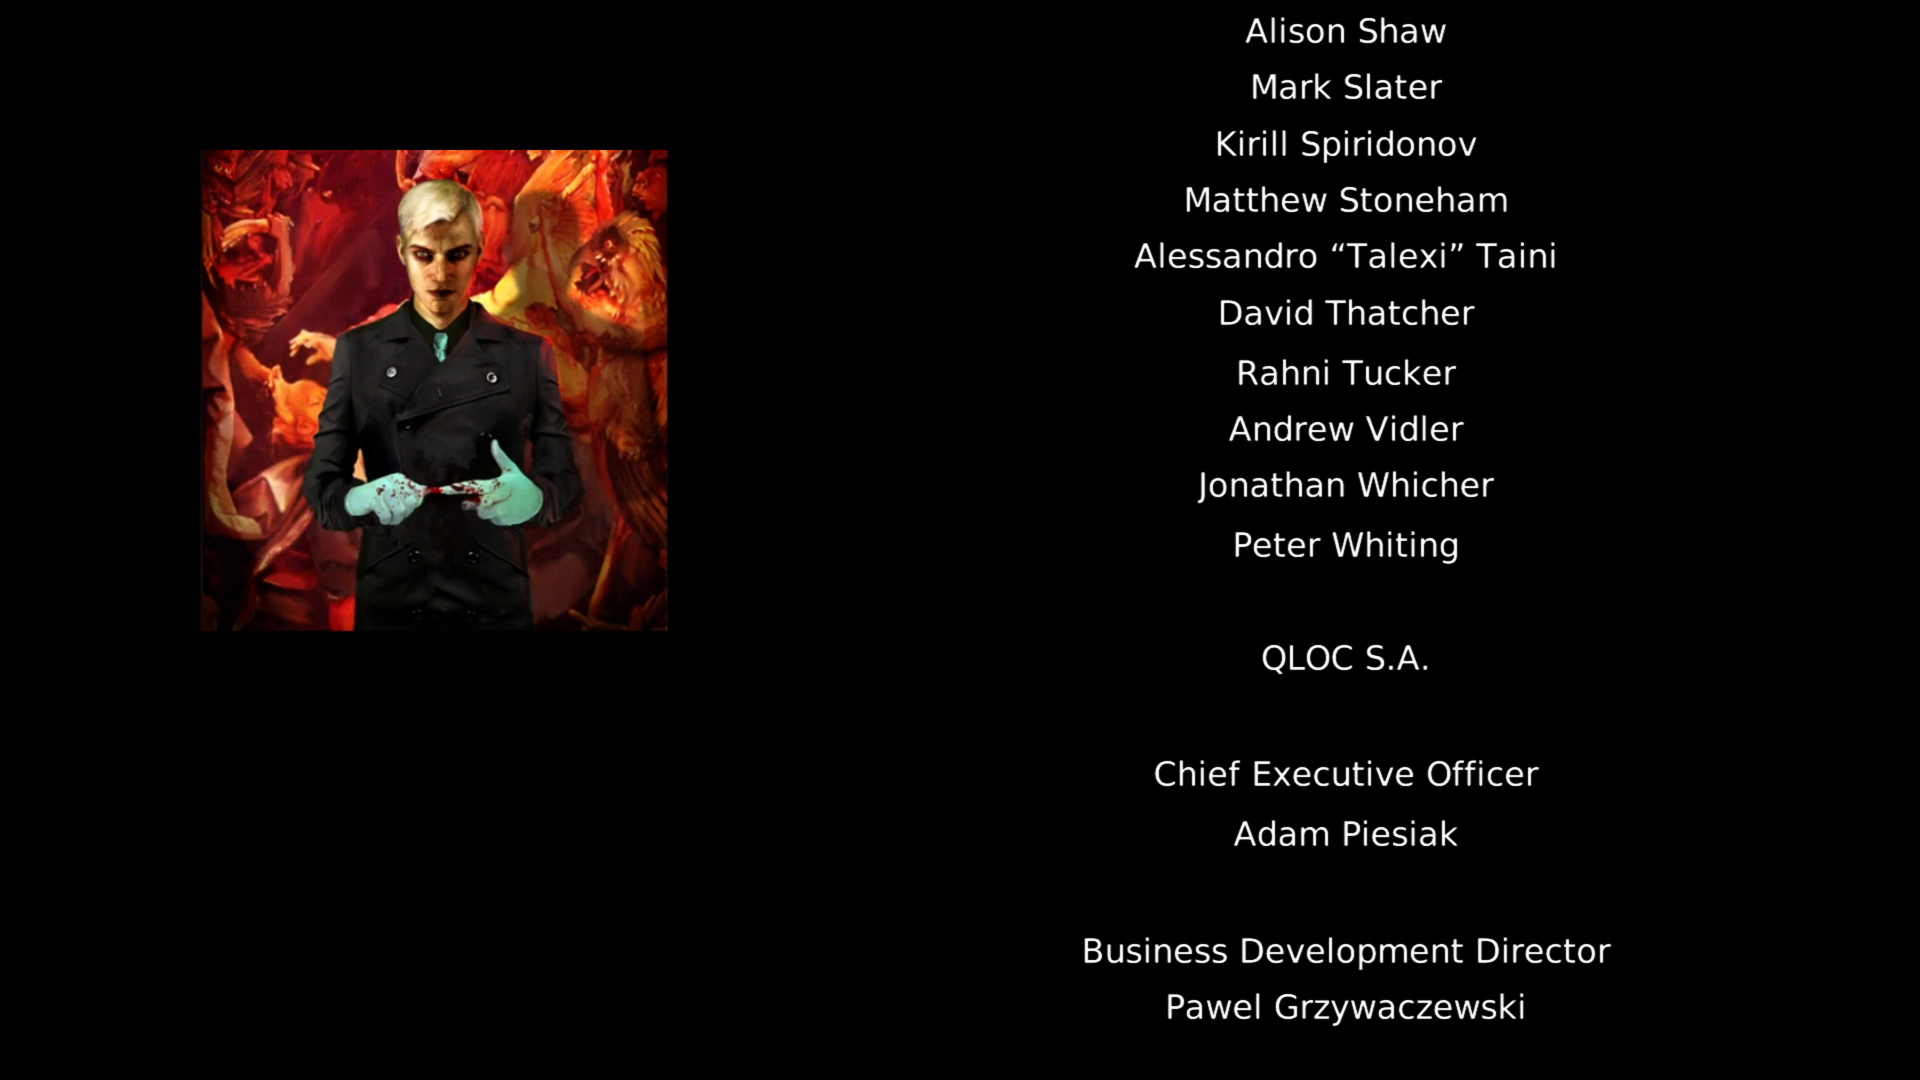 Alison Shaw
Mark Slater
Kirill Spiridonov
Matthew Stoneham
Alessandro “Talexi” Taini
David Thatcher
Rahni Tucker
Andrew Vidler
Jonathan Whicher
Peter Whiting
QLOC S.A.
Chief Executive Officer
Adam Piesiak
Business Development Director
Pawel Grzywaczewski